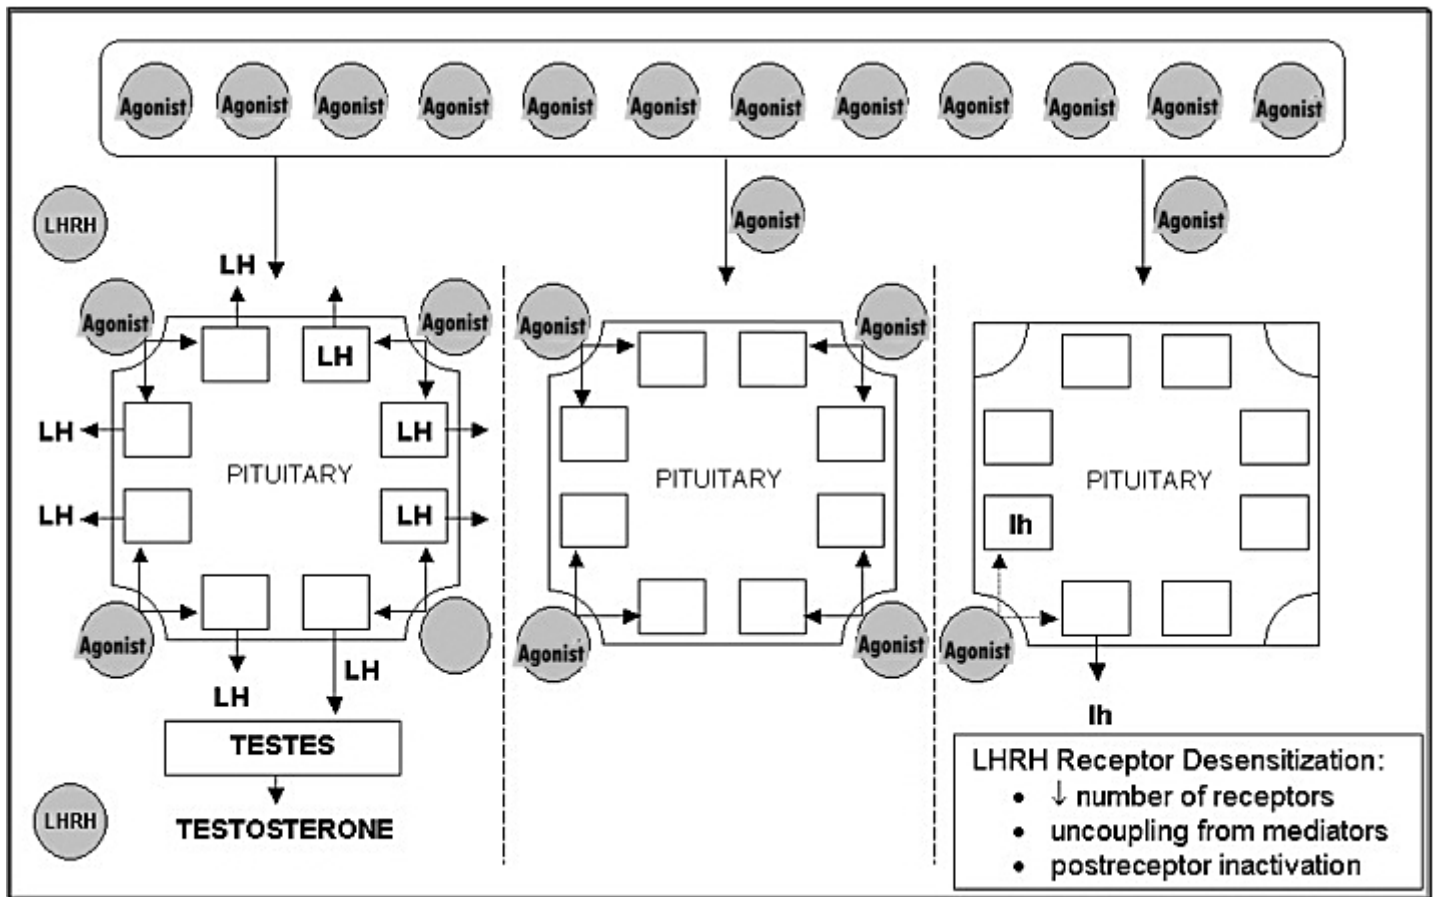 Agonist Agonist Agonist Agonist Agonist Agonist Agonist Agonist Agonist Agonist Agonist Agonist
LHRH
Agonist
Agonist
LH
Agonist
Agonist
LH
LH
LH
PITUITARY
LH
LH
Agonist
LH
LH
TESTES
TESTOSTERONE
LHRH
Agonist
Agonist
PITUITARY
Agonist
Agonist
PITUITARY
lh
Agonist
lh
LHRH Receptor Desensitization:
• ↓ number of receptors
• uncoupling from mediators
• postreceptor inactivation